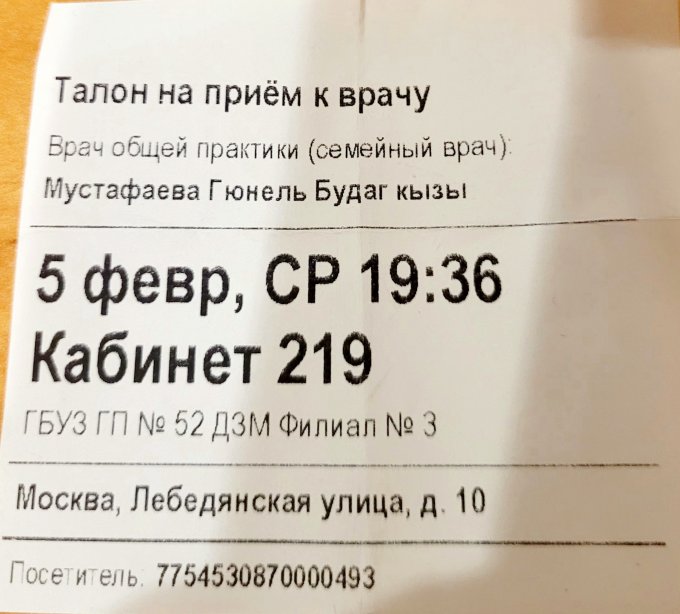 Талон на приём к врачу
Врач общей практики (семейный врач):
Мустафаева Гюнель Будаг кызы
5 февр, СР 19:36
Кабинет 219
ГБУЗ ГП № 52 ДЗМ Филиал № 3
Москва, Лебедянская улица, д. 10
Посетитель: 7754530870000493